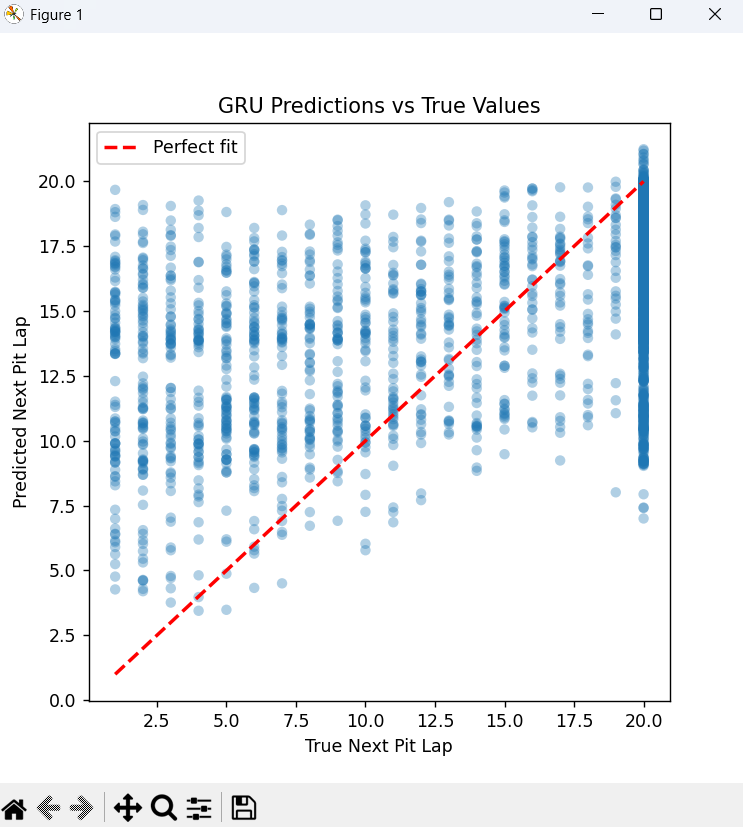 Figure 1
GRU Predictions vs True Values
Perfect fit
20.0
17.5
15.0
12.5
10.0
7.5
5.0
2.5
0.0
Predicted Next Pit Lap
2.5 5.0 7.5 10.0 12.5 15.0 17.5 20.0
True Next Pit Lap